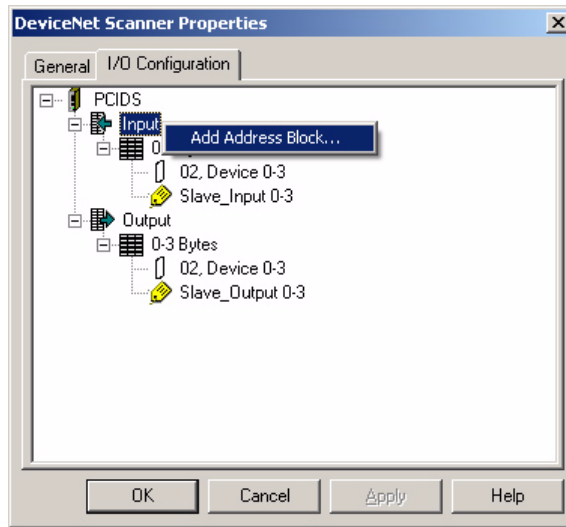 DeviceNet Scanner Properties
General I/O Configuration
PCIDS
Input
Add Address Block...
0
02, Device 0-3
Slave_Input 0-3
Output
0-3 Bytes
02, Device 0-3
Slave_Output 0-3
OK Cancel Apply Help